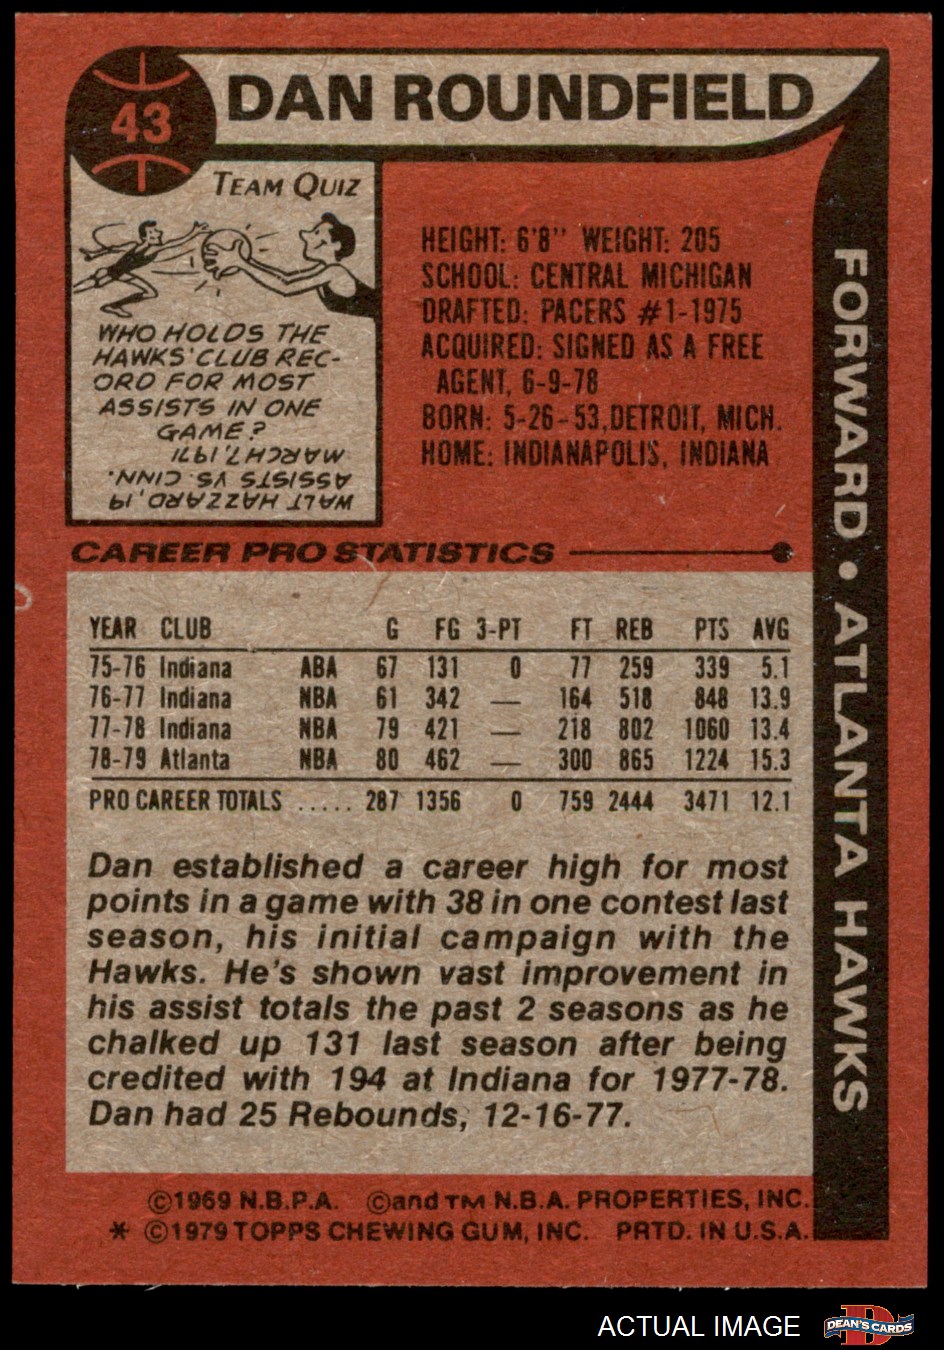 43
DAN ROUNDFIELD
TEAM QUIZ
WHO HOLDS THE
HAWKS' CLUB REC-
ORD FOR MOST
ASSISTS IN ONE
GAME?
WALT HAZZARD, 19
ASSISTS VS CINN.
MARCH 7, 1971
HEIGHT: 6'8" WEIGHT: 205
SCHOOL: CENTRAL MICHIGAN
DRAFTED: PACERS #1-1975
ACQUIRED: SIGNED AS A FREE
AGENT, 6-9-78
BORN: 5-26-53, DETROIT, MICH.
HOME: INDIANAPOLIS, INDIANA
FORWARD • ATLANTA HAWKS
CAREER PRO STATISTICS
YEAR CLUB G FG 3-PT FT REB PTS AVG
75-76 Indiana ABA 67 131 0 77 259 339 5.1
76-77 Indiana NBA 61 342 — 164 518 848 13.9
77-78 Indiana NBA 79 421 — 218 802 1060 13.4
78-79 Atlanta NBA 80 462 — 300 865 1224 15.3
PRO CAREER TOTALS ..... 287 1356 0 759 2444 3471 12.1
Dan established a career high for most
points in a game with 38 in one contest last
season, his initial campaign with the
Hawks. He's shown vast improvement in
his assist totals the past 2 seasons as he
chalked up 131 last season after being
credited with 194 at Indiana for 1977-78.
Dan had 25 Rebounds, 12-16-77.
©1969 N.B.P.A. ©and TM N.B.A. PROPERTIES, INC.
* ©1979 TOPPS CHEWING GUM, INC. PRTD. IN U.S.A.
ACTUAL IMAGE
DEAN'S CARDS